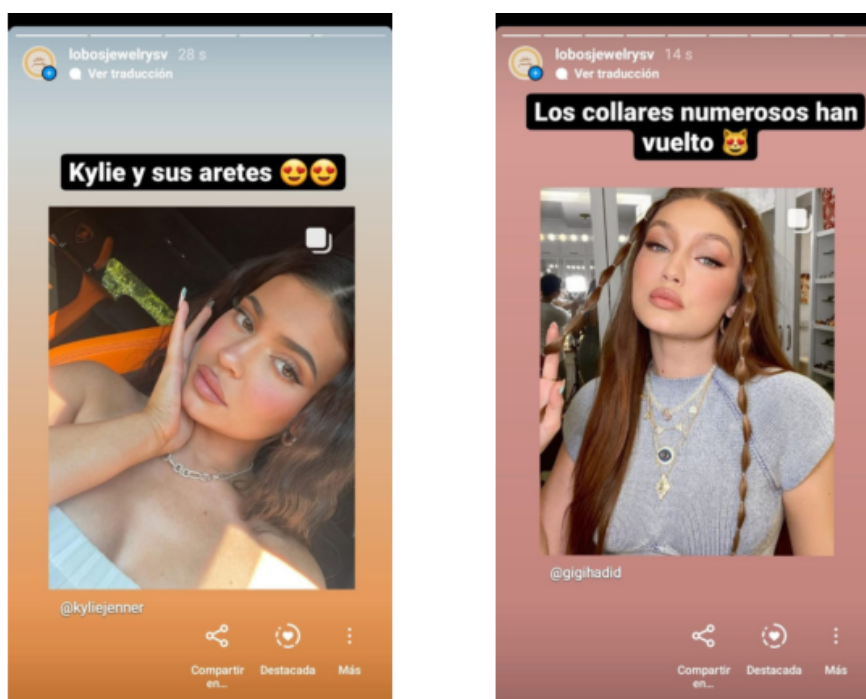 lobosjewelrysv 28 s
Ver traducción
Kylie y sus aretes 😍😍
@kyliejenner
Compartir en...
Destacada
Más
lobosjewelrysv 14 s
Ver traducción
Los collares numerosos han
vuelto 😻
@gigihadid
Compartir en...
Destacada
Más